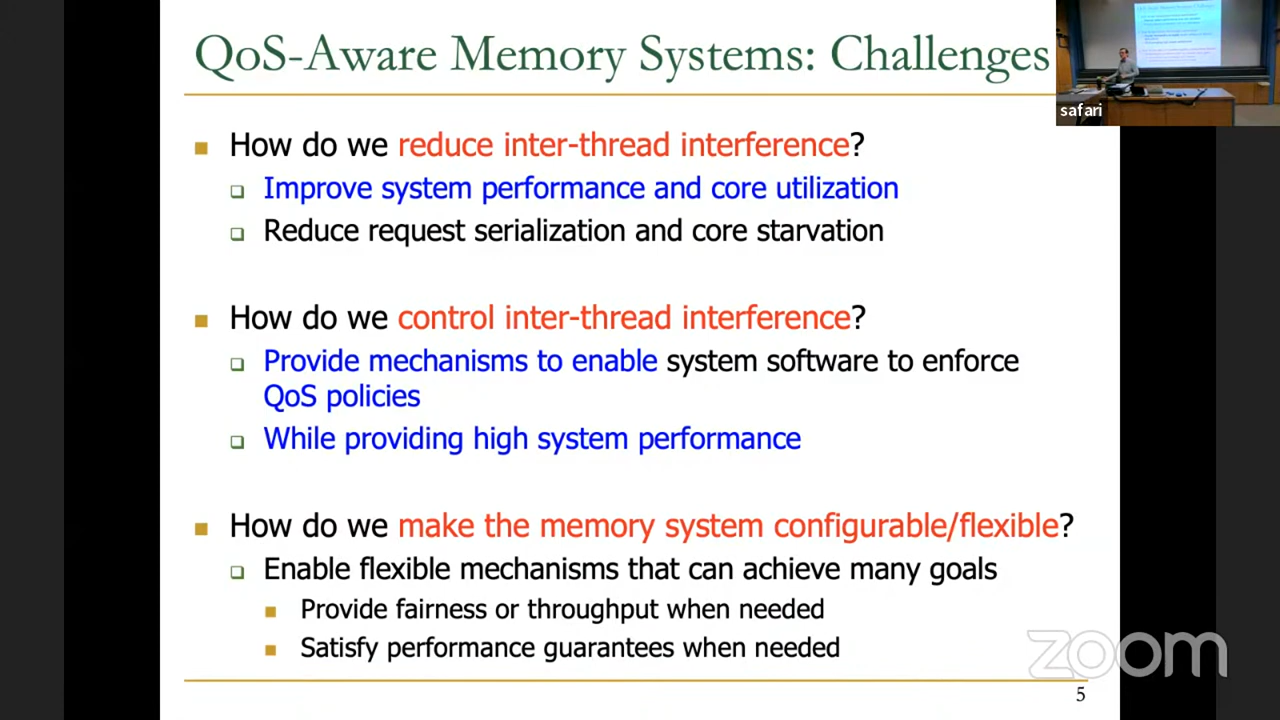 QoS-Aware Memory Systems: Challenges
safari
How do we reduce inter-thread interference?
Improve system performance and core utilization
Reduce request serialization and core starvation
How do we control inter-thread interference?
Provide mechanisms to enable system software to enforce
QoS policies
While providing high system performance
How do we make the memory system configurable/flexible?
Enable flexible mechanisms that can achieve many goals
Provide fairness or throughput when needed
Satisfy performance guarantees when needed
zoom
5